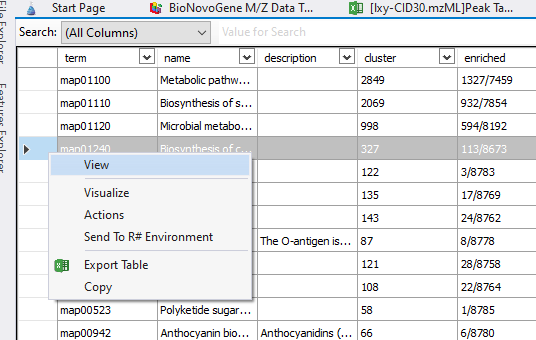 Start Page
BioNovoGene M/Z Data T...
[lxy-CID30.mzML]Peak Ta...
File Explorer
Features Explorer
Search: (All Columns) Value for Search
term name description cluster enriched
map01100 Metabolic pathw... 2849 1327/7459
map01110 Biosynthesis of s... 2069 932/7854
map01120 Microbial metabo... 998 594/8192
map01240 Biosynthesis of c... 327 113/8673
View
122 3/8783
Visualize
135 17/8769
Actions
143 24/8762
Send To R# Environment
The O-antigen is... 87 8/8778
Export Table
121 28/8758
Copy
108 22/8764
map00523 Polyketide sugar... 58 1/8785
map00942 Anthocyanin bio... Anthocyanidins (... 66 6/8780